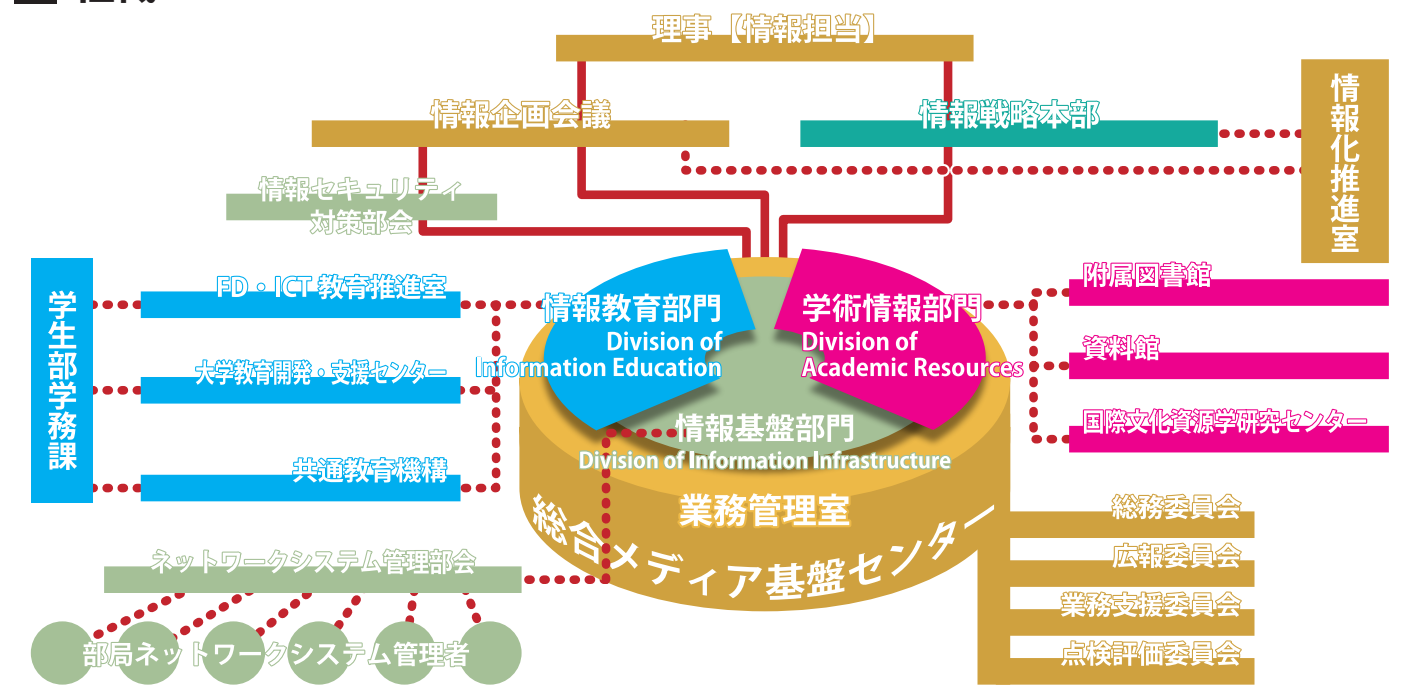 理事【情報担当】
情報企画会議
情報戦略本部
情報化推進室
情報セキュリティ
対策部会
学生部学務課
FD・ICT 教育推進室
大学教育開発・支援センター
共通教育機構
情報教育部門
Division of
Information Education
学術情報部門
Division of
Academic Resources
附属図書館
資料館
国際文化資源学研究センター
情報基盤部門
Division of Information Infrastructure
業務管理室
総合メディア基盤センター
総務委員会
広報委員会
業務支援委員会
点検評価委員会
ネットワークシステム管理部会
部局ネットワークシステム管理者